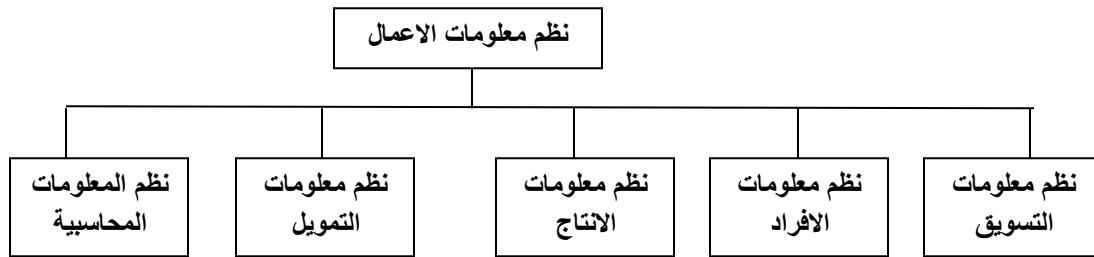 نظم معلومات الاعمال
نظم معلومات
التسويق
نظم معلومات
الافراد
نظم معلومات
الانتاج
نظم معلومات
التمويل
نظم المعلومات
المحاسبية